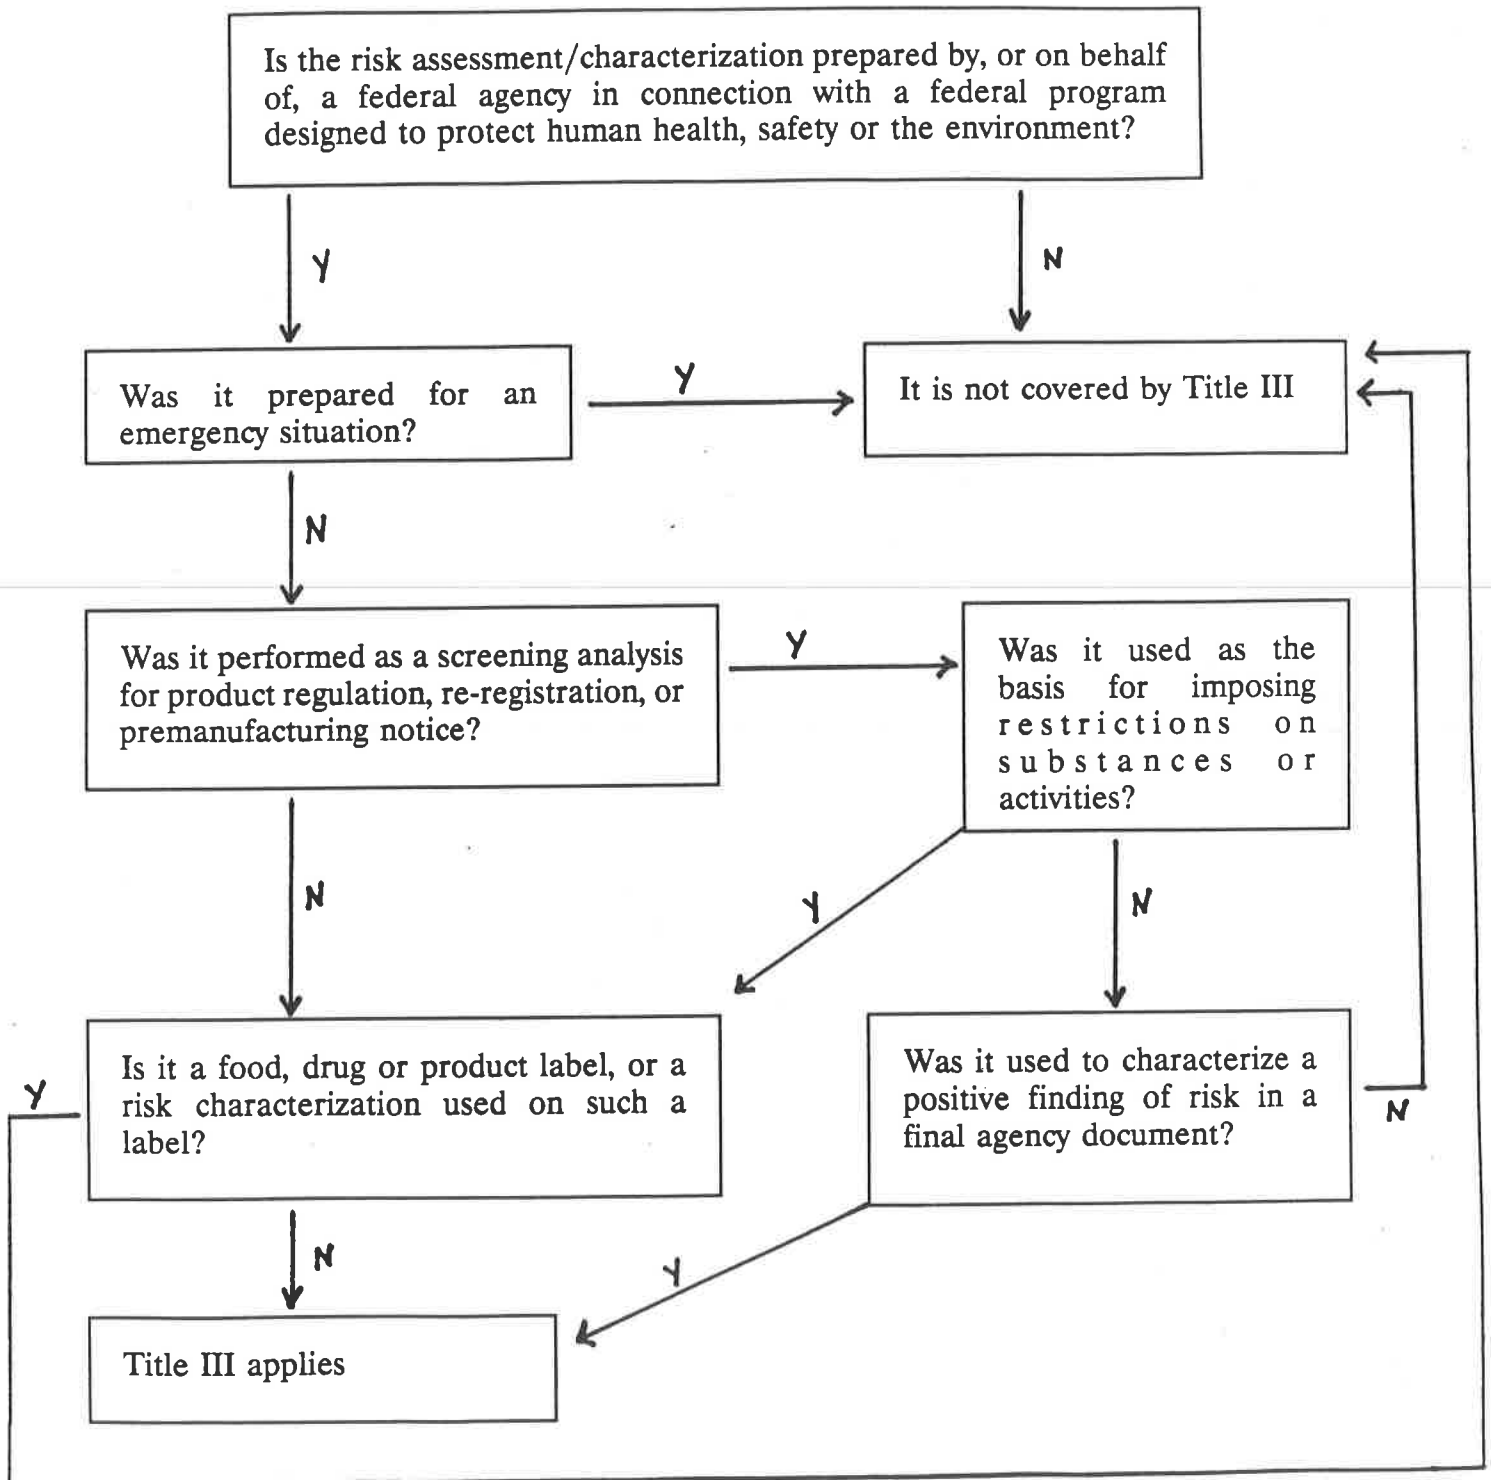 Is the risk assessment/characterization prepared by, or on behalf
of, a federal agency in connection with a federal program
designed to protect human health, safety or the environment?
Y
N
Was it prepared for an
emergency situation?
Y
It is not covered by Title III
N
Was it performed as a screening analysis
for product regulation, re-registration, or
premanufacturing notice?
Y
Was it used as the
basis for imposing
restrictions on
substances or
activities?
N
Y
N
Is it a food, drug or product label, or a
risk characterization used on such a
label?
Y
Was it used to characterize a
positive finding of risk in a
final agency document?
N
N
Y
Title III applies